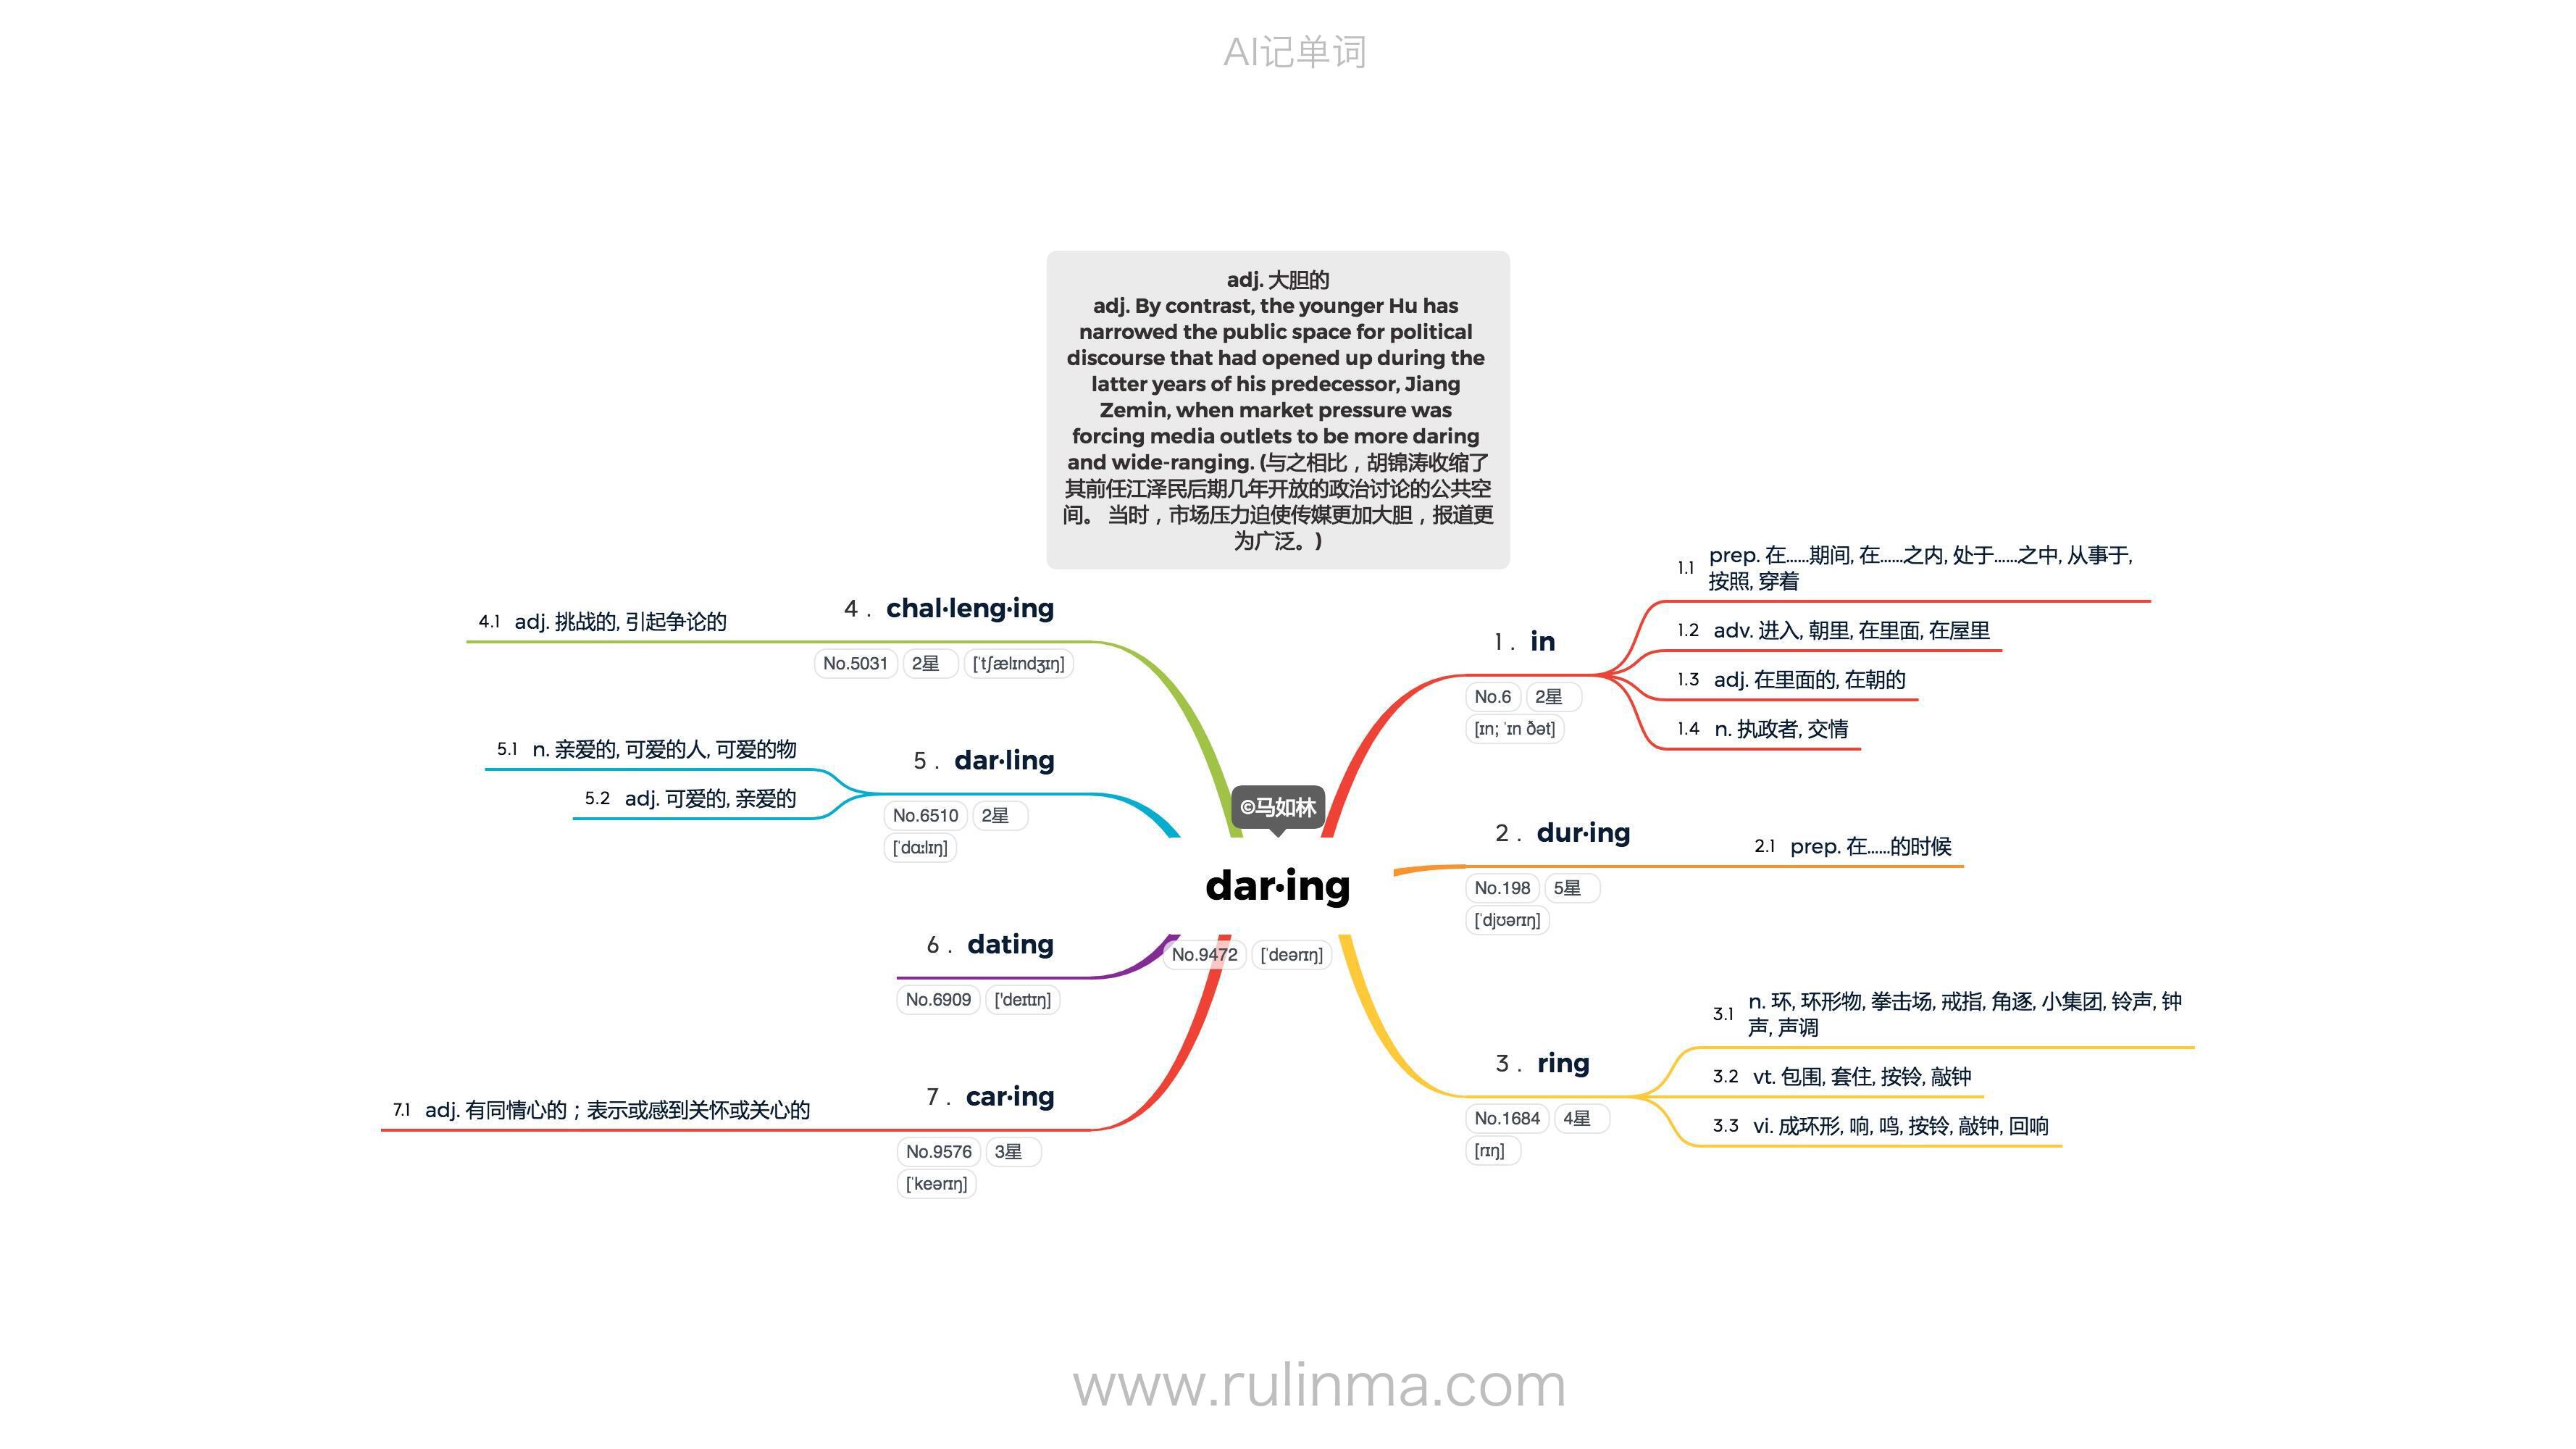 AI记单词
adj. 大胆的
adj. By contrast, the younger Hu has
narrowed the public space for political
discourse that had opened up during the
latter years of his predecessor, Jiang
Zemin, when market pressure was
forcing media outlets to be more daring
and wide-ranging. (与之相比，胡锦涛收缩了
其前任江泽民后期几年开放的政治讨论的公共空
间。 当时，市场压力迫使传媒更加大胆，报道更
为广泛。)
©马如林
dar·ing
No.9472 [ˈdeərɪŋ]
1 . in
No.6 2星
[ɪn; ˈɪn ðət]
1.1 prep. 在……期间, 在……之内, 处于……之中, 从事于,
按照, 穿着
1.2 adv. 进入, 朝里, 在里面, 在屋里
1.3 adj. 在里面的, 在朝的
1.4 n. 执政者, 交情
2 . dur·ing
No.198 5星
[ˈdjʊərɪŋ]
2.1 prep. 在……的时候
3 . ring
No.1684 4星
[rɪŋ]
3.1 n. 环, 环形物, 拳击场, 戒指, 角逐, 小集团, 铃声, 钟
声, 声调
3.2 vt. 包围, 套住, 按铃, 敲钟
3.3 vi. 成环形, 响, 鸣, 按铃, 敲钟, 回响
4 . chal·leng·ing
No.5031 2星 [ˈtʃælɪndʒɪŋ]
4.1 adj. 挑战的, 引起争论的
5 . dar·ling
No.6510 2星
[ˈdɑːlɪŋ]
5.1 n. 亲爱的, 可爱的人, 可爱的物
5.2 adj. 可爱的, 亲爱的
6 . dating
No.6909 ['deɪtɪŋ]
7 . car·ing
No.9576 3星
[ˈkeərɪŋ]
7.1 adj. 有同情心的；表示或感到关怀或关心的
www.rulinma.com